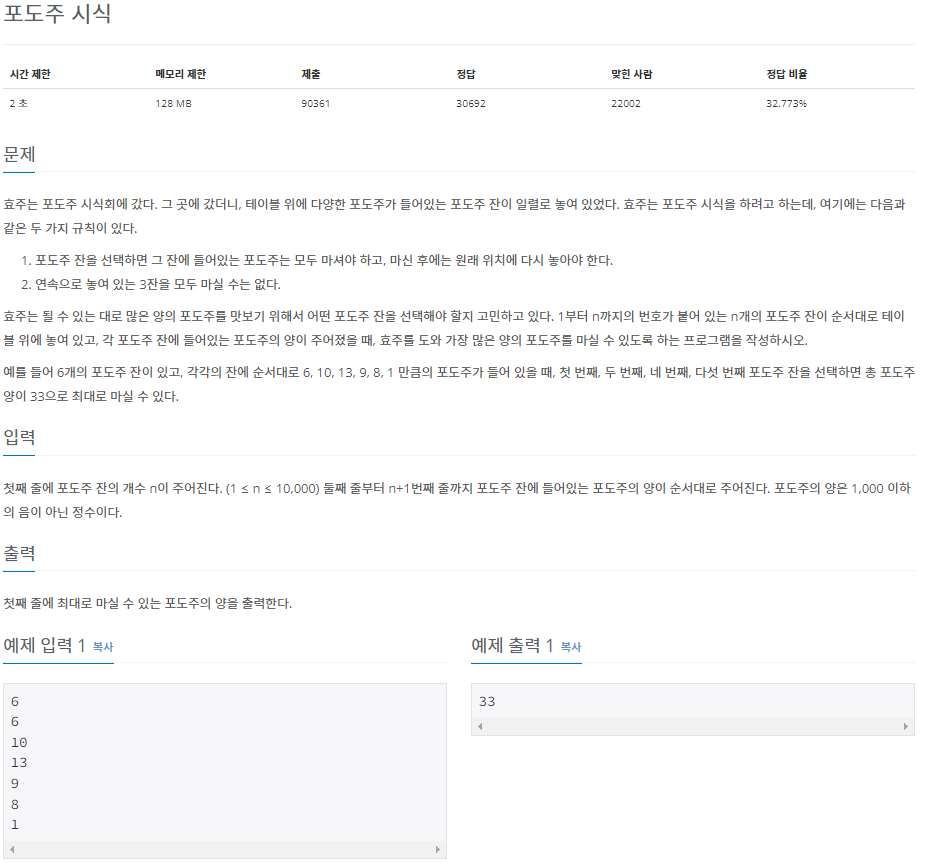 포도주 시식
시간 제한 메모리 제한 제출 정답 맞힌 사람 정답 비율
2 초 128 MB 90361 30692 22002 32.773%
문제
효주는 포도주 시식회에 갔다. 그 곳에 갔더니, 테이블 위에 다양한 포도주가 들어있는 포도주 잔이 일렬로 놓여 있었다. 효주는 포도주 시식을 하려고 하는데, 여기에는 다음과
같은 두 가지 규칙이 있다.
1. 포도주 잔을 선택하면 그 잔에 들어있는 포도주는 모두 마셔야 하고, 마신 후에는 원래 위치에 다시 놓아야 한다.
2. 연속으로 놓여 있는 3잔을 모두 마실 수는 없다.
효주는 될 수 있는 대로 많은 양의 포도주를 맛보기 위해서 어떤 포도주 잔을 선택해야 할지 고민하고 있다. 1부터 n까지의 번호가 붙어 있는 n개의 포도주 잔이 순서대로 테이
블 위에 놓여 있고, 각 포도주 잔에 들어있는 포도주의 양이 주어졌을 때, 효주를 도와 가장 많은 양의 포도주를 마실 수 있도록 하는 프로그램을 작성하시오.
예를 들어 6개의 포도주 잔이 있고, 각각의 잔에 순서대로 6, 10, 13, 9, 8, 1 만큼의 포도주가 들어 있을 때, 첫 번째, 두 번째, 네 번째, 다섯 번째 포도주 잔을 선택하면 총 포도주
양이 33으로 최대로 마실 수 있다.
입력
첫째 줄에 포도주 잔의 개수 n이 주어진다. (1 ≤ n ≤ 10,000) 둘째 줄부터 n+1번째 줄까지 포도주 잔에 들어있는 포도주의 양이 순서대로 주어진다. 포도주의 양은 1,000 이하
의 음이 아닌 정수이다.
출력
첫째 줄에 최대로 마실 수 있는 포도주의 양을 출력한다.
예제 입력 1 복사
6
6
10
13
9
8
1
예제 출력 1 복사
33